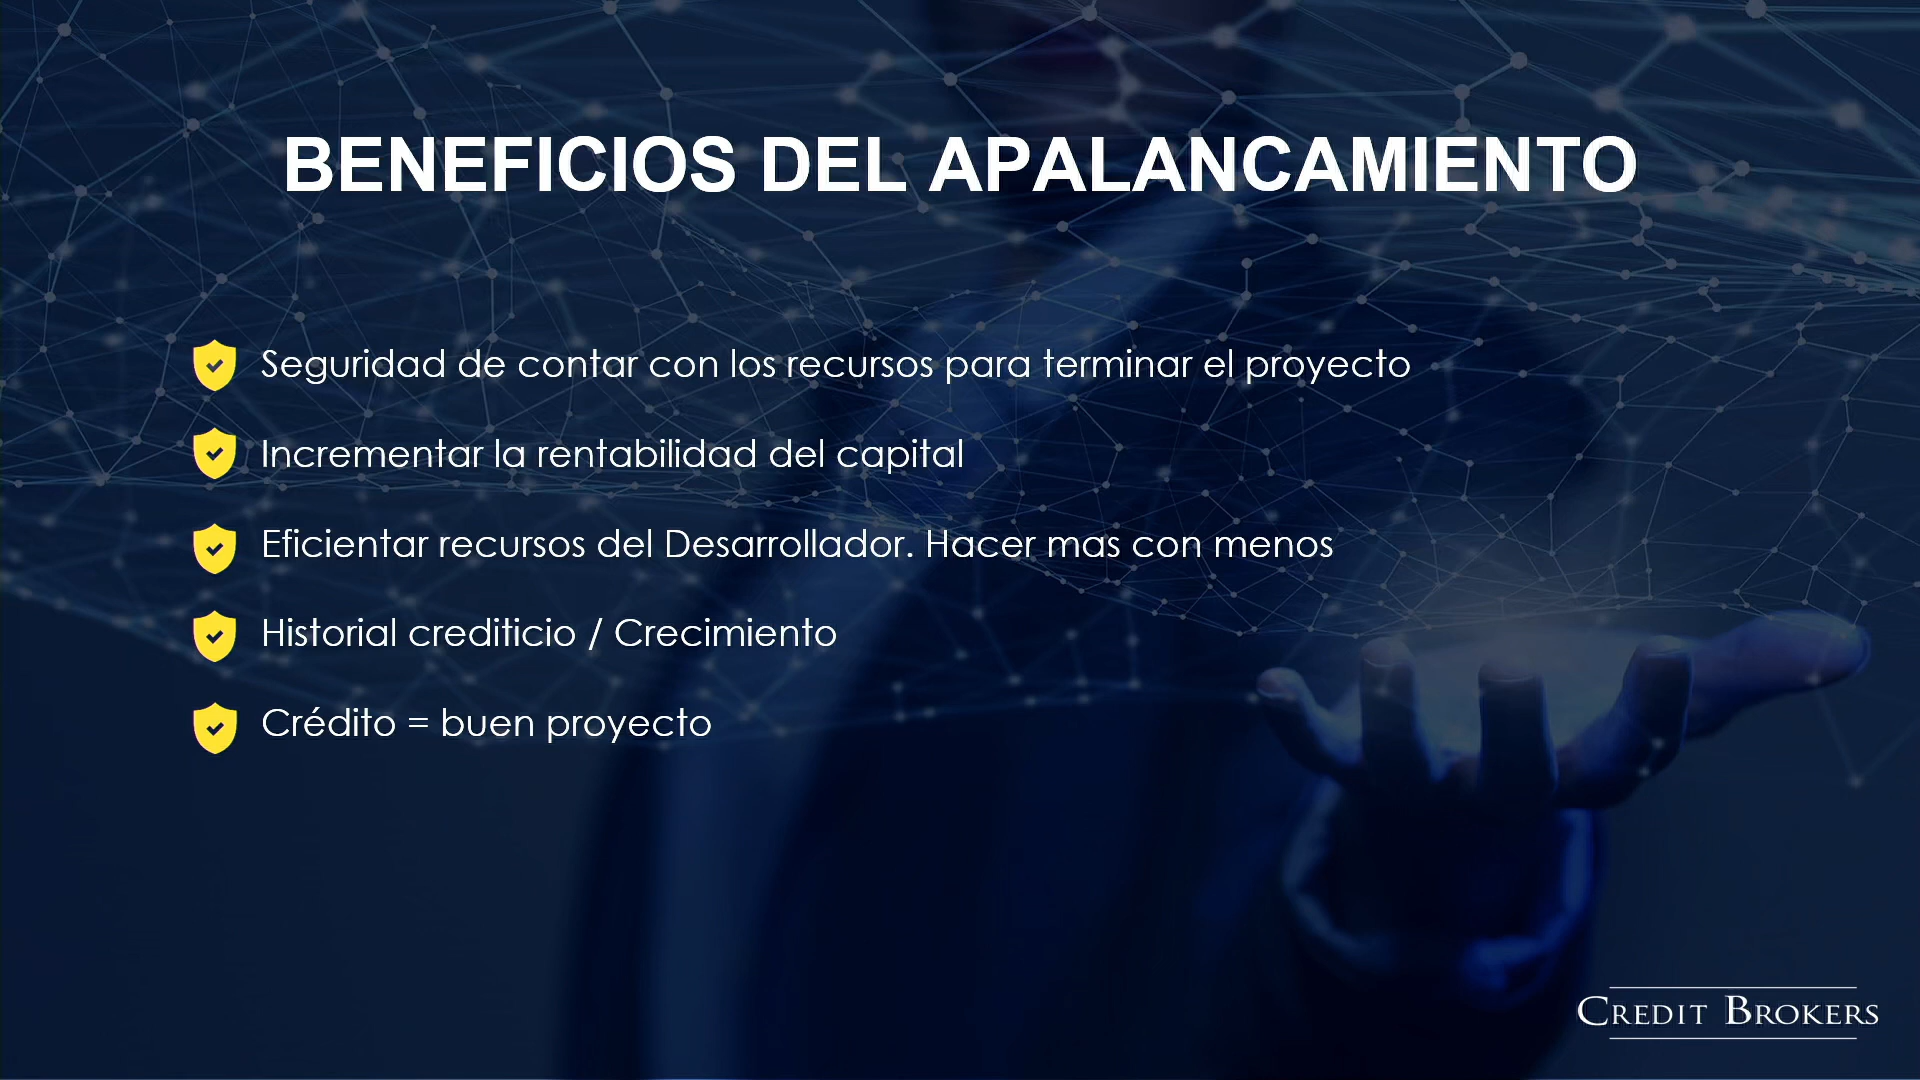 BENEFICIOS DEL APALANCAMIENTO
Seguridad de contar con los recursos para terminar el proyecto
Incrementar la rentabilidad del capital
Eficientar recursos del Desarrollador. Hacer mas con menos
Historial crediticio / Crecimiento
Crédito = buen proyecto
CREDIT BROKERS